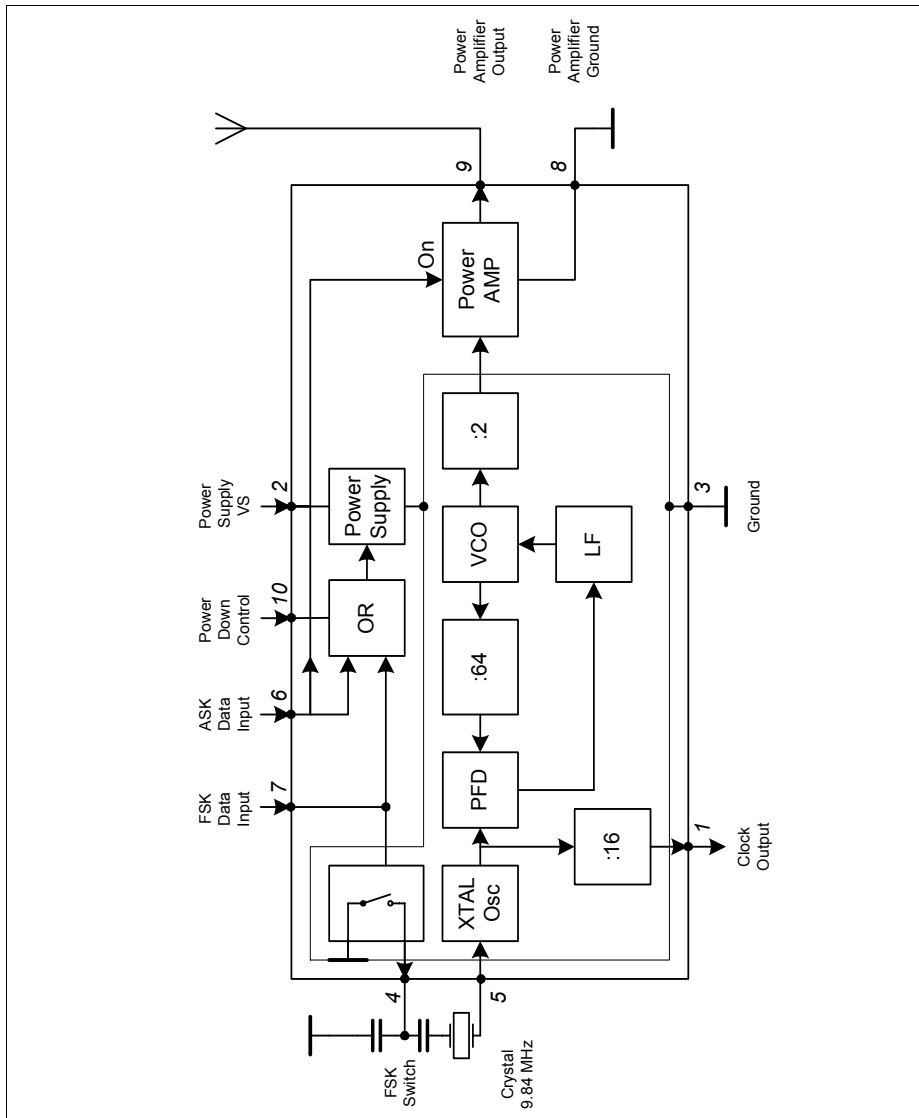 Power
Amplifier
Output
Power
Amplifier
Ground
9
8
On
Power
AMP
:2
Power
Supply
VS
2
Power
Supply
3
Ground
VCO
LF
Power
Down
Control
10
OR
:64
ASK
Data
Input
6
PFD
FSK
Data
Input
7
:16
1
Clock
Output
XTAL
Osc
4
5
FSK
Switch
Crystal
9.84 MHz